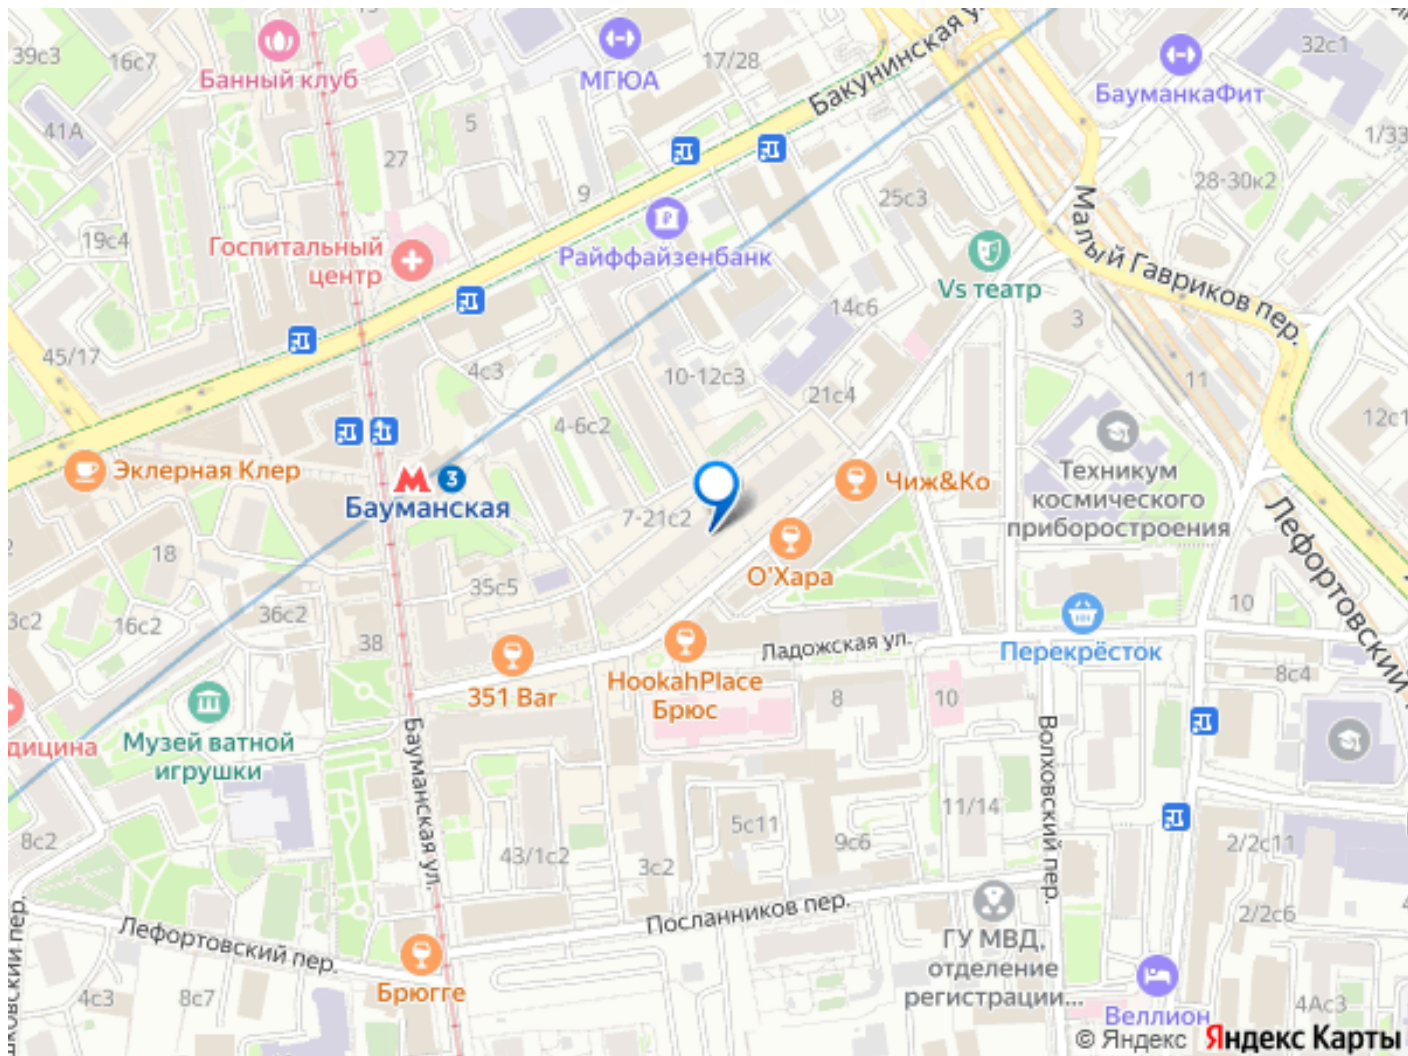 39с3
16с7
Банный клуб
МГЮА
17/28
Бакунинская у
32с1
БауманкаФит
41А
5
27
1/33
9
28-30к2
25с3
19с4
Госпитальный
центр
Райффайзенбанк
Малый Гавриков пер.
Vs театр
14с6
3
45/17
4с3
10-12с3
11
21с4
12с1
4-6с2
Эклерная Клер
3
Бауманская
Чиж&Ко
Техникум
космического
приборостроения
7-21с2
18
О'Хара
Лефортовский
35с5
36с2
3с2
16с2
38
10
Ладожская ул.
Перекрёсток
351 Bar
HookahPlace
Брюс
8
10
8с4
дицина
Музей ватной
игрушки
Бауманская ул.
Волховский пер.
11/14
5с11
9с6
8с2
43/1с2
3с2
2/2с11
Посланников пер.
2/2с6
Лефортовский пер.
ГУ МВД,
отделение
регистрации...
Брюгге
4с3
8с7
Веллион
4Ас3
© Яндекс Яндекс Карты